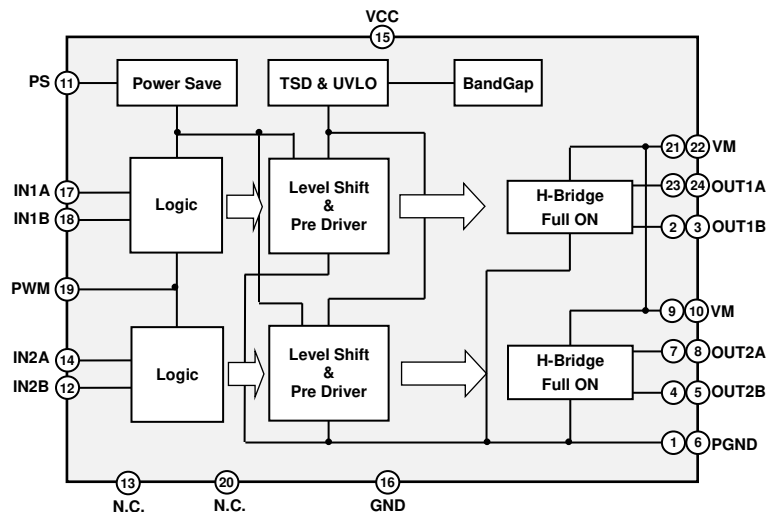 VCC
15
PS 11
Power Save
TSD & UVLO
BandGap
21 22 VM
IN1A 17
IN1B 18
Logic
Level Shift
&
Pre Driver
H-Bridge
Full ON
23 24 OUT1A
2 3 OUT1B
PWM 19
9 10 VM
IN2A 14
IN2B 12
Logic
Level Shift
&
Pre Driver
H-Bridge
Full ON
7 8 OUT2A
4 5 OUT2B
1 6 PGND
13
N.C.
20
N.C.
16
GND